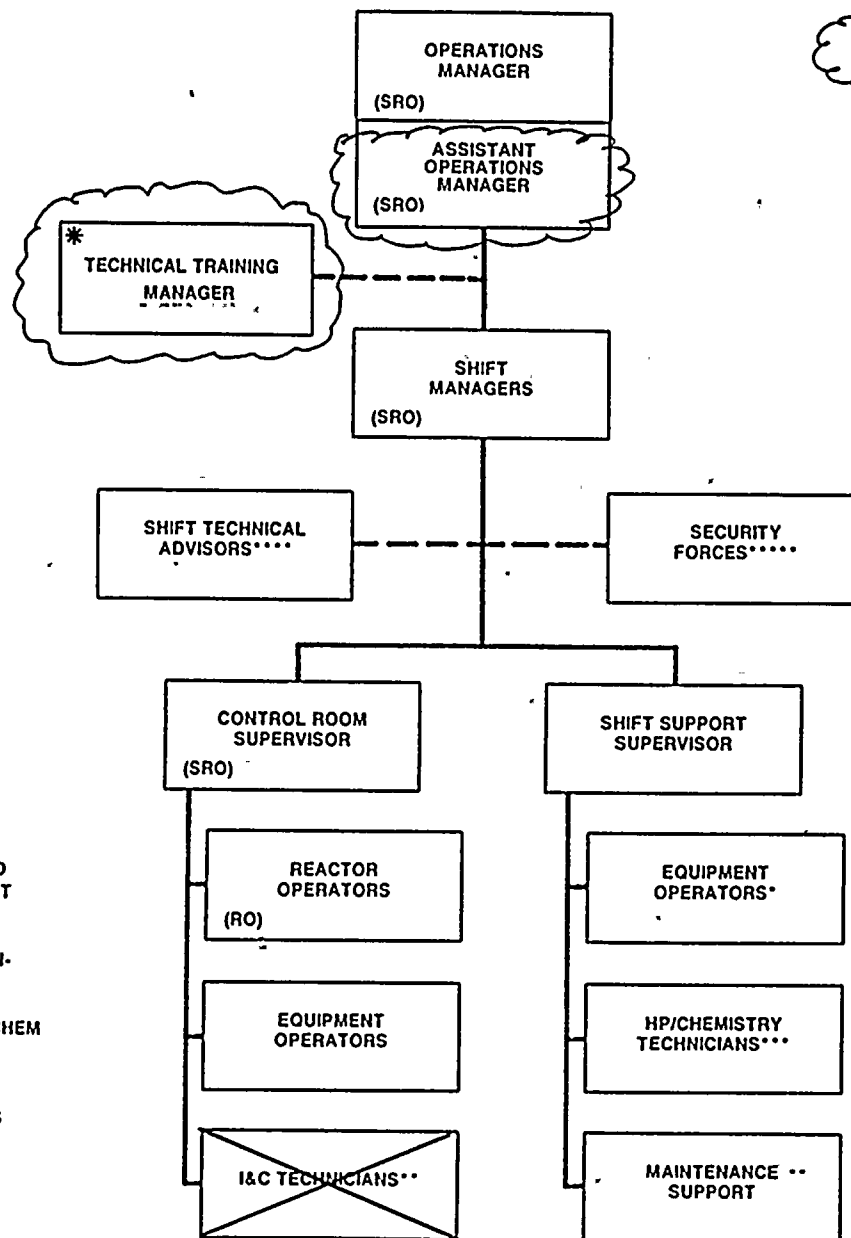 OPERATIONS
MANAGER
(SRO)
ASSISTANT
OPERATIONS
MANAGER
(SRO)
*
TECHNICAL TRAINING
MANAGER
SHIFT
MANAGERS
(SRO)
SHIFT TECHNICAL
ADVISORS****
SECURITY
FORCES*****
CONTROL ROOM
SUPERVISOR
(SRO)
SHIFT SUPPORT
SUPERVISOR
REACTOR
OPERATORS
(RO)
EQUIPMENT
OPERATORS*
EQUIPMENT
OPERATORS
HP/CHEMISTRY
TECHNICIANS***
I&C TECHNICIANS**
MAINTENANCE **
SUPPORT
CHEM